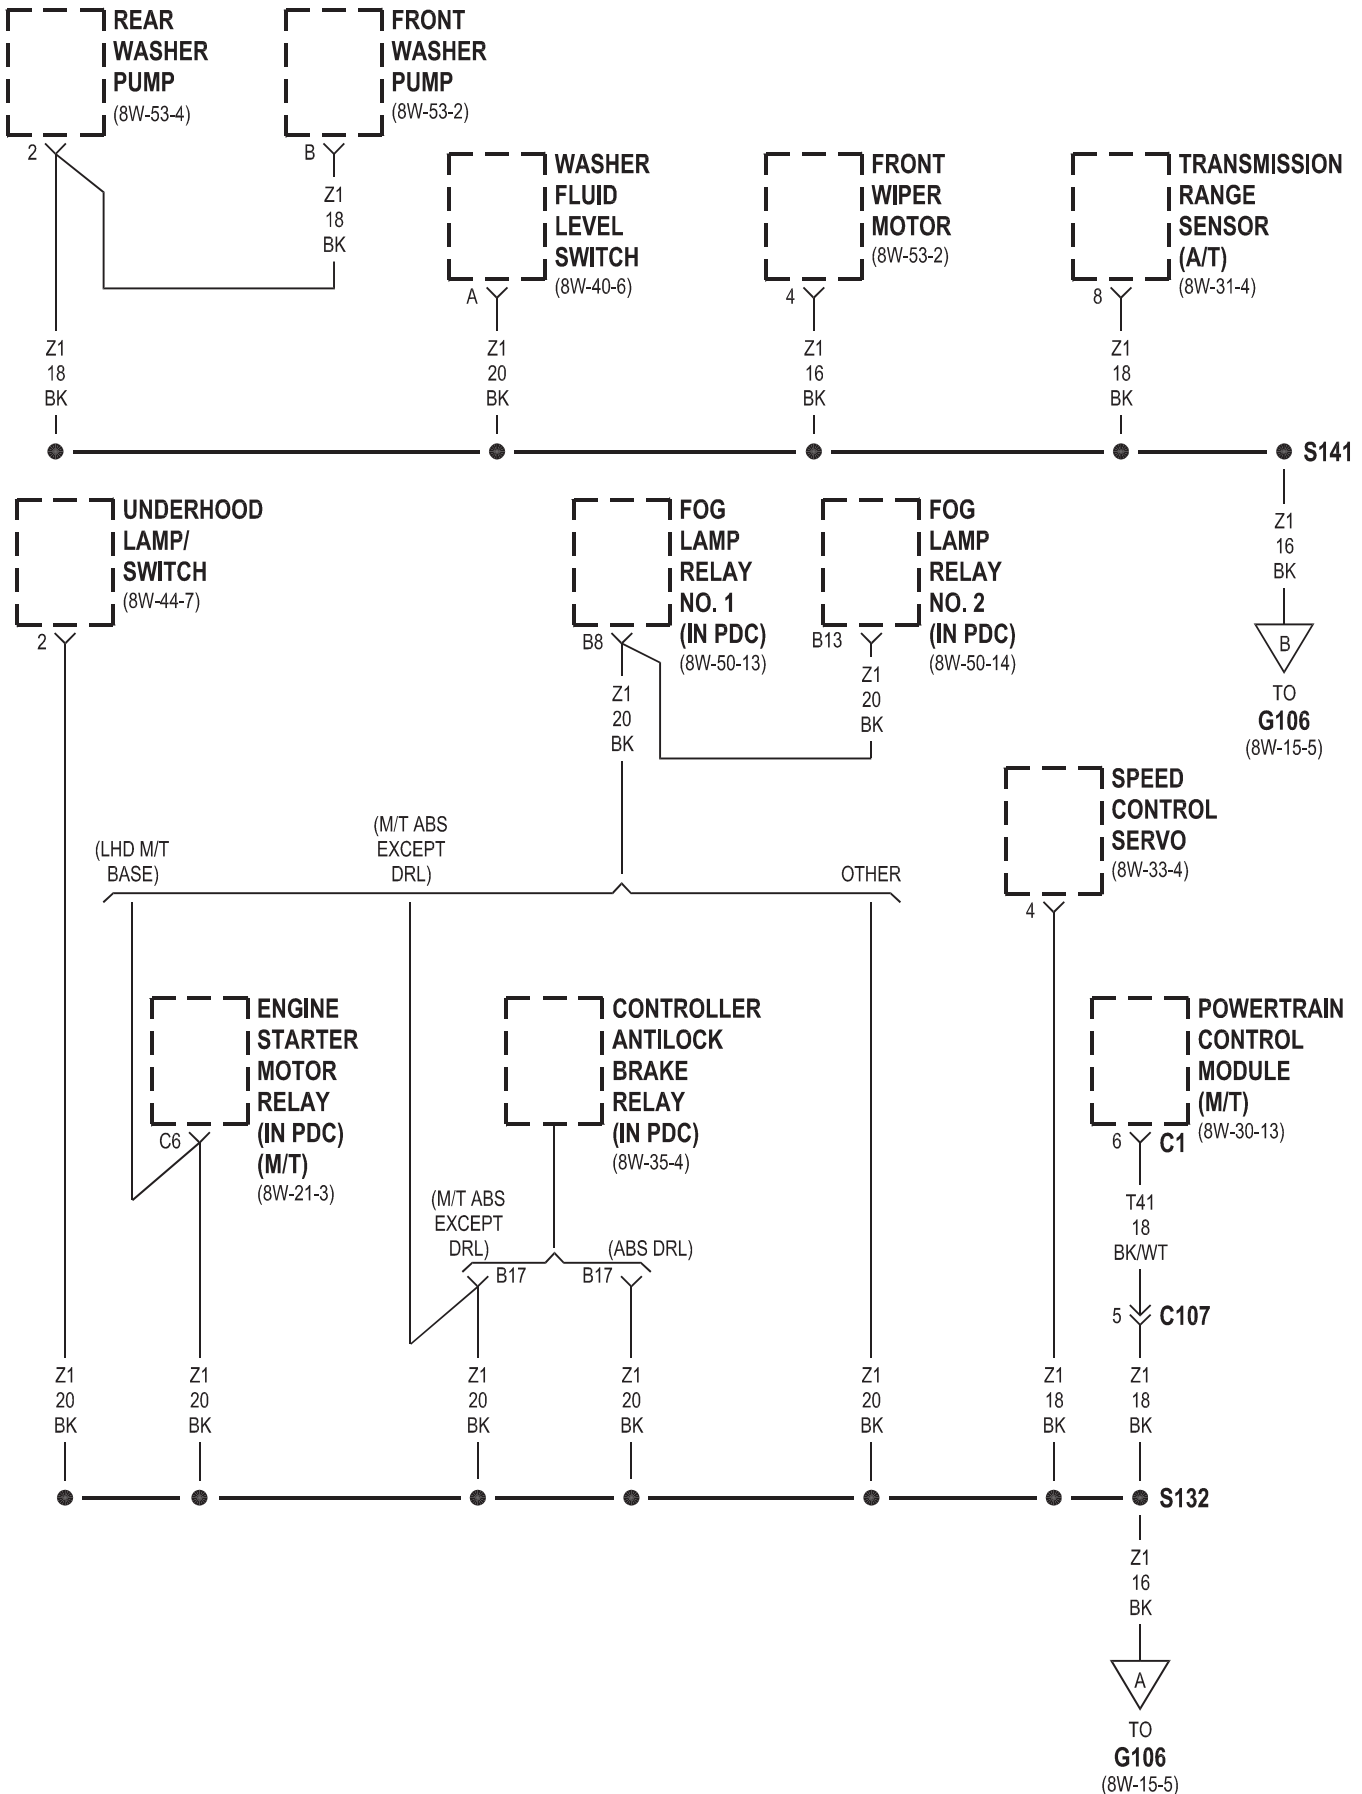 REAR
WASHER
PUMP
(8W-53-4)
FRONT
WASHER
PUMP
(8W-53-2)
2
B
Z1
18
BK
WASHER
FLUID
LEVEL
SWITCH
(8W-40-6)
FRONT
WIPER
MOTOR
(8W-53-2)
TRANSMISSION
RANGE
SENSOR
(A/T)
(8W-31-4)
A
4
8
Z1
18
BK
Z1
20
BK
Z1
16
BK
Z1
18
BK
S141
Z1
16
BK
B
TO
G106
(8W-15-5)
UNDERHOOD
LAMP/
SWITCH
(8W-44-7)
2
FOG
LAMP
RELAY
NO. 1
(IN PDC)
(8W-50-13)
B8
Z1
20
BK
FOG
LAMP
RELAY
NO. 2
(IN PDC)
(8W-50-14)
B13
Z1
20
BK
SPEED
CONTROL
SERVO
(8W-33-4)
4
(LHD M/T
BASE)
(M/T ABS
EXCEPT
DRL)
OTHER
ENGINE
STARTER
MOTOR
RELAY
(IN PDC)
(M/T)
(8W-21-3)
C6
CONTROLLER
ANTILOCK
BRAKE
RELAY
(IN PDC)
(8W-35-4)
(M/T ABS
EXCEPT
DRL)
(ABS DRL)
B17
B17
POWERTRAIN
CONTROL
MODULE
(M/T)
(8W-30-13)
6
C1
T41
18
BK/WT
5
C107
Z1
20
BK
Z1
20
BK
Z1
20
BK
Z1
20
BK
Z1
20
BK
Z1
18
BK
Z1
18
BK
S132
Z1
16
BK
A
TO
G106
(8W-15-5)